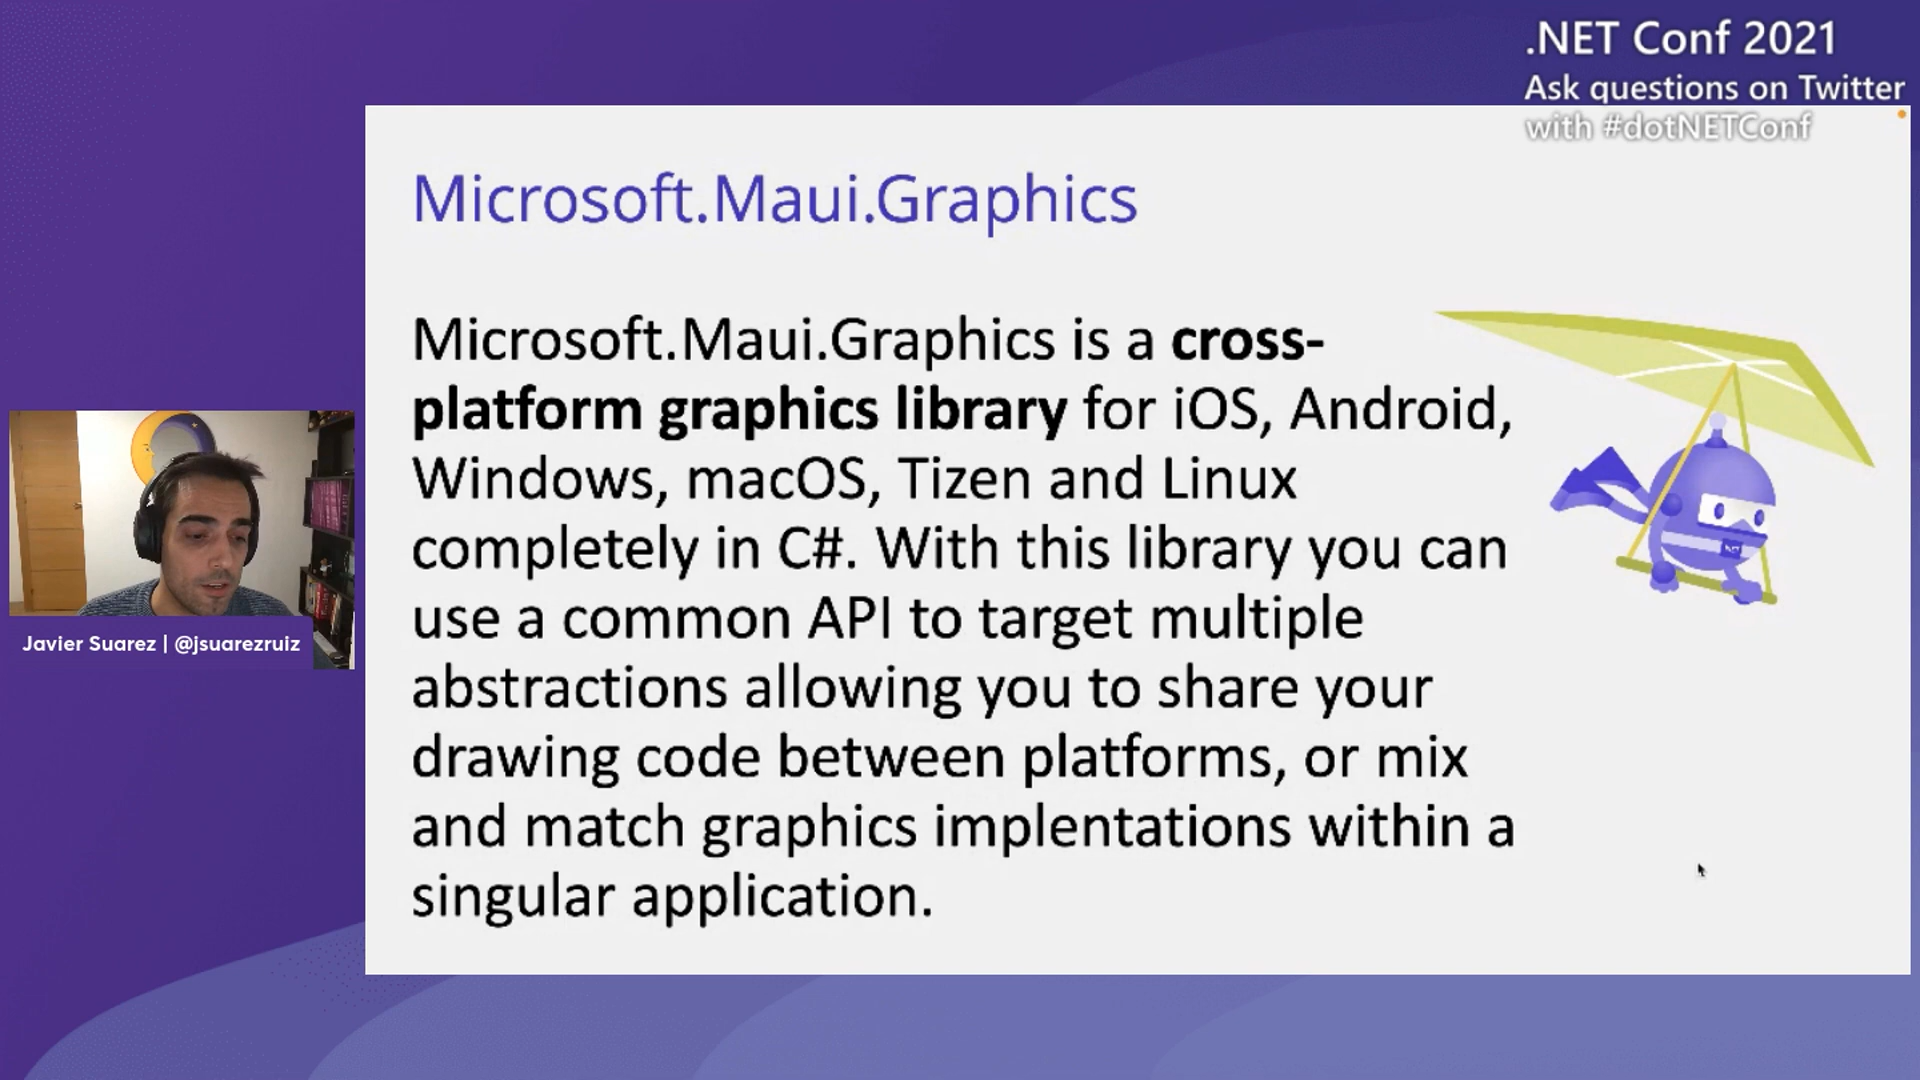 .NET Conf 2021
Ask questions on Twitter
with #dotNETConf
Microsoft.Maui.Graphics
Microsoft.Maui.Graphics is a cross-
platform graphics library for iOS, Android,
Windows, macOS, Tizen and Linux
completely in C#. With this library you can
use a common API to target multiple
abstractions allowing you to share your
drawing code between platforms, or mix
and match graphics implentations within a
singular application.
Javier Suarez | @jsuarezruiz